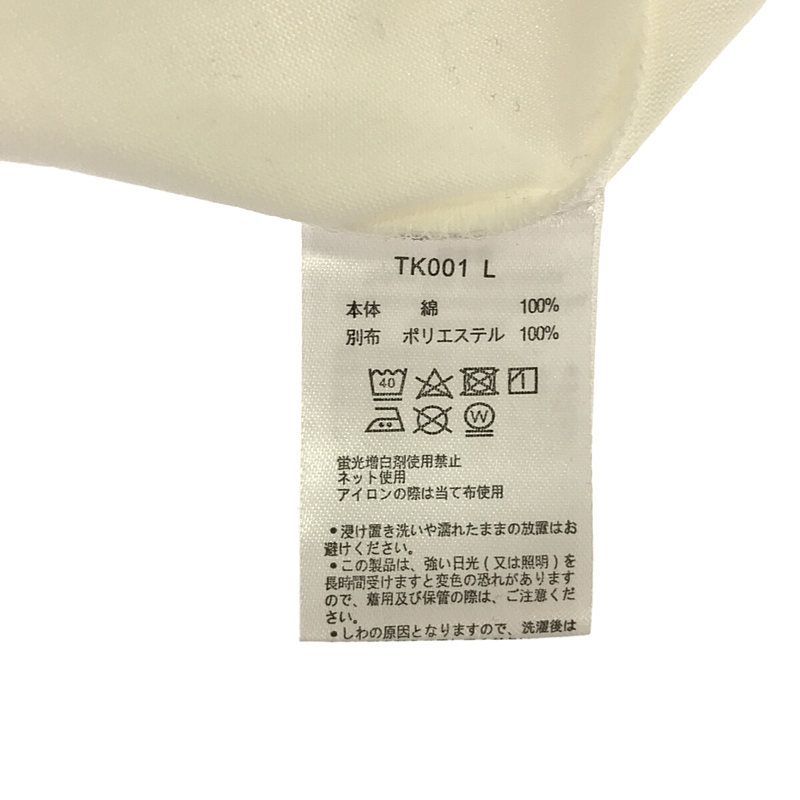 TK001 L
本体 綿 100%
別布 ポリエステル 100%
40
W
蛍光増白剤使用禁止
ネット使用
アイロンの際は当て布使用
●浸け置き洗いや濡れたままの放置はお
避けください。
●この製品は、強い日光(又は照明)を
長時間受けますと変色の恐れがあります
ので、着用及び保管の際は、ご注意くだ
さい。
●しわの原因となりますので、洗濯後は